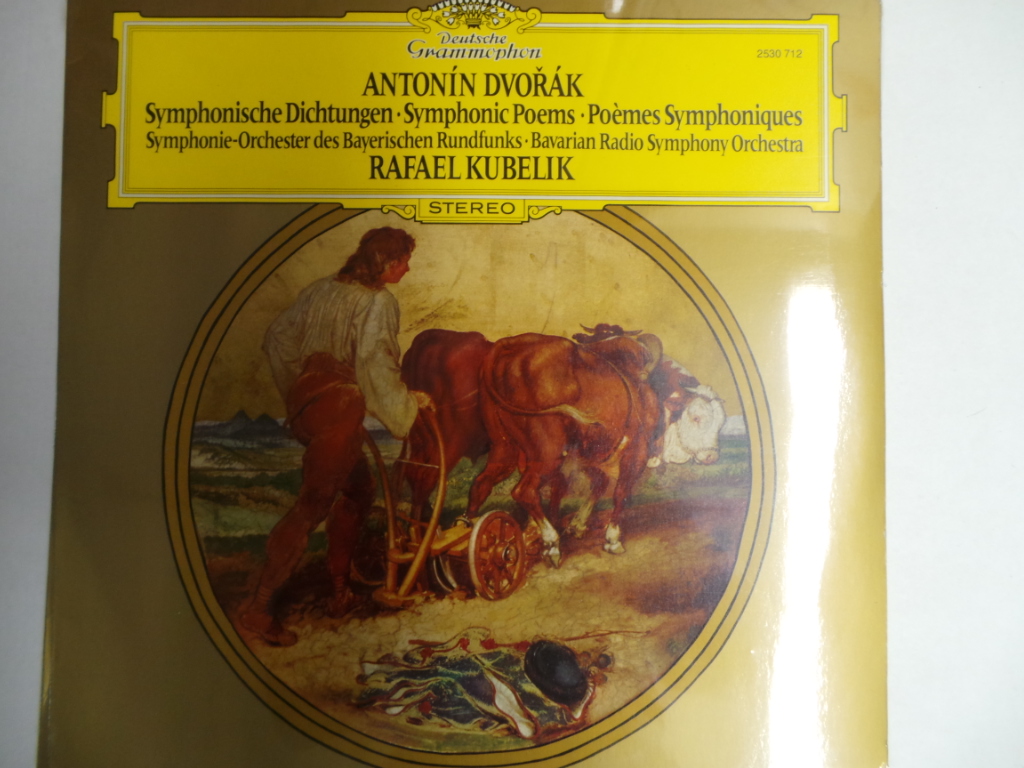 Deutsche
Grammophon
2530 712
ANTONÍN DVOŘÁK
Symphonische Dichtungen · Symphonic Poems · Poèmes Symphoniques
Symphonie-Orchester des Bayerischen Rundfunks · Bavarian Radio Symphony Orchestra
RAFAEL KUBELIK
STEREO